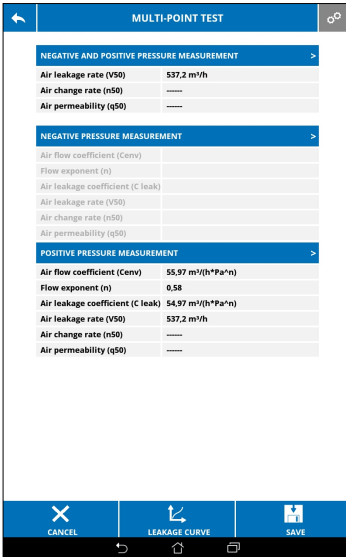 MULTI-POINT TEST
NEGATIVE AND POSITIVE PRESSURE MEASUREMENT >
Air leakage rate (V50) 537,2 m³/h
Air change rate (n50) ------
Air permeability (q50) ------
NEGATIVE PRESSURE MEASUREMENT >
Air flow coefficient (Cenv)
Flow exponent (n)
Air leakage coefficient (C leak)
Air leakage rate (V50)
Air change rate (n50)
Air permeability (q50)
POSITIVE PRESSURE MEASUREMENT >
Air flow coefficient (Cenv) 55,97 m³/(h*Pa^n)
Flow exponent (n) 0,58
Air leakage coefficient (C leak) 54,97 m³/(h*Pa^n)
Air leakage rate (V50) 537,2 m³/h
Air change rate (n50) ------
Air permeability (q50) ------
CANCEL LEAKAGE CURVE SAVE